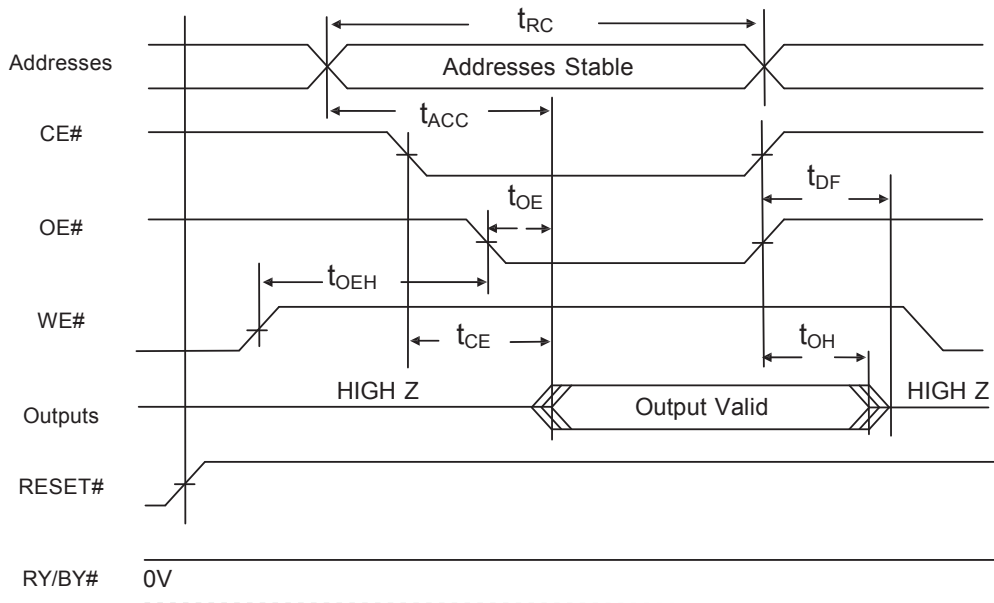 tRC
Addresses
Addresses Stable
tACC
CE#
tDF
tOE
OE#
tOEH
WE#
tCE
tOH
HIGH Z
HIGH Z
Output Valid
Outputs
RESET#
RY/BY#
0V